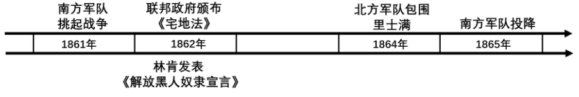 南方军队
挑起战争
联邦政府颁布
《宅地法》
北方军队包围
里士满
南方军队投降
1861年
1862年
1864年
1865年
林肯发表
《解放黑人奴隶宣言》